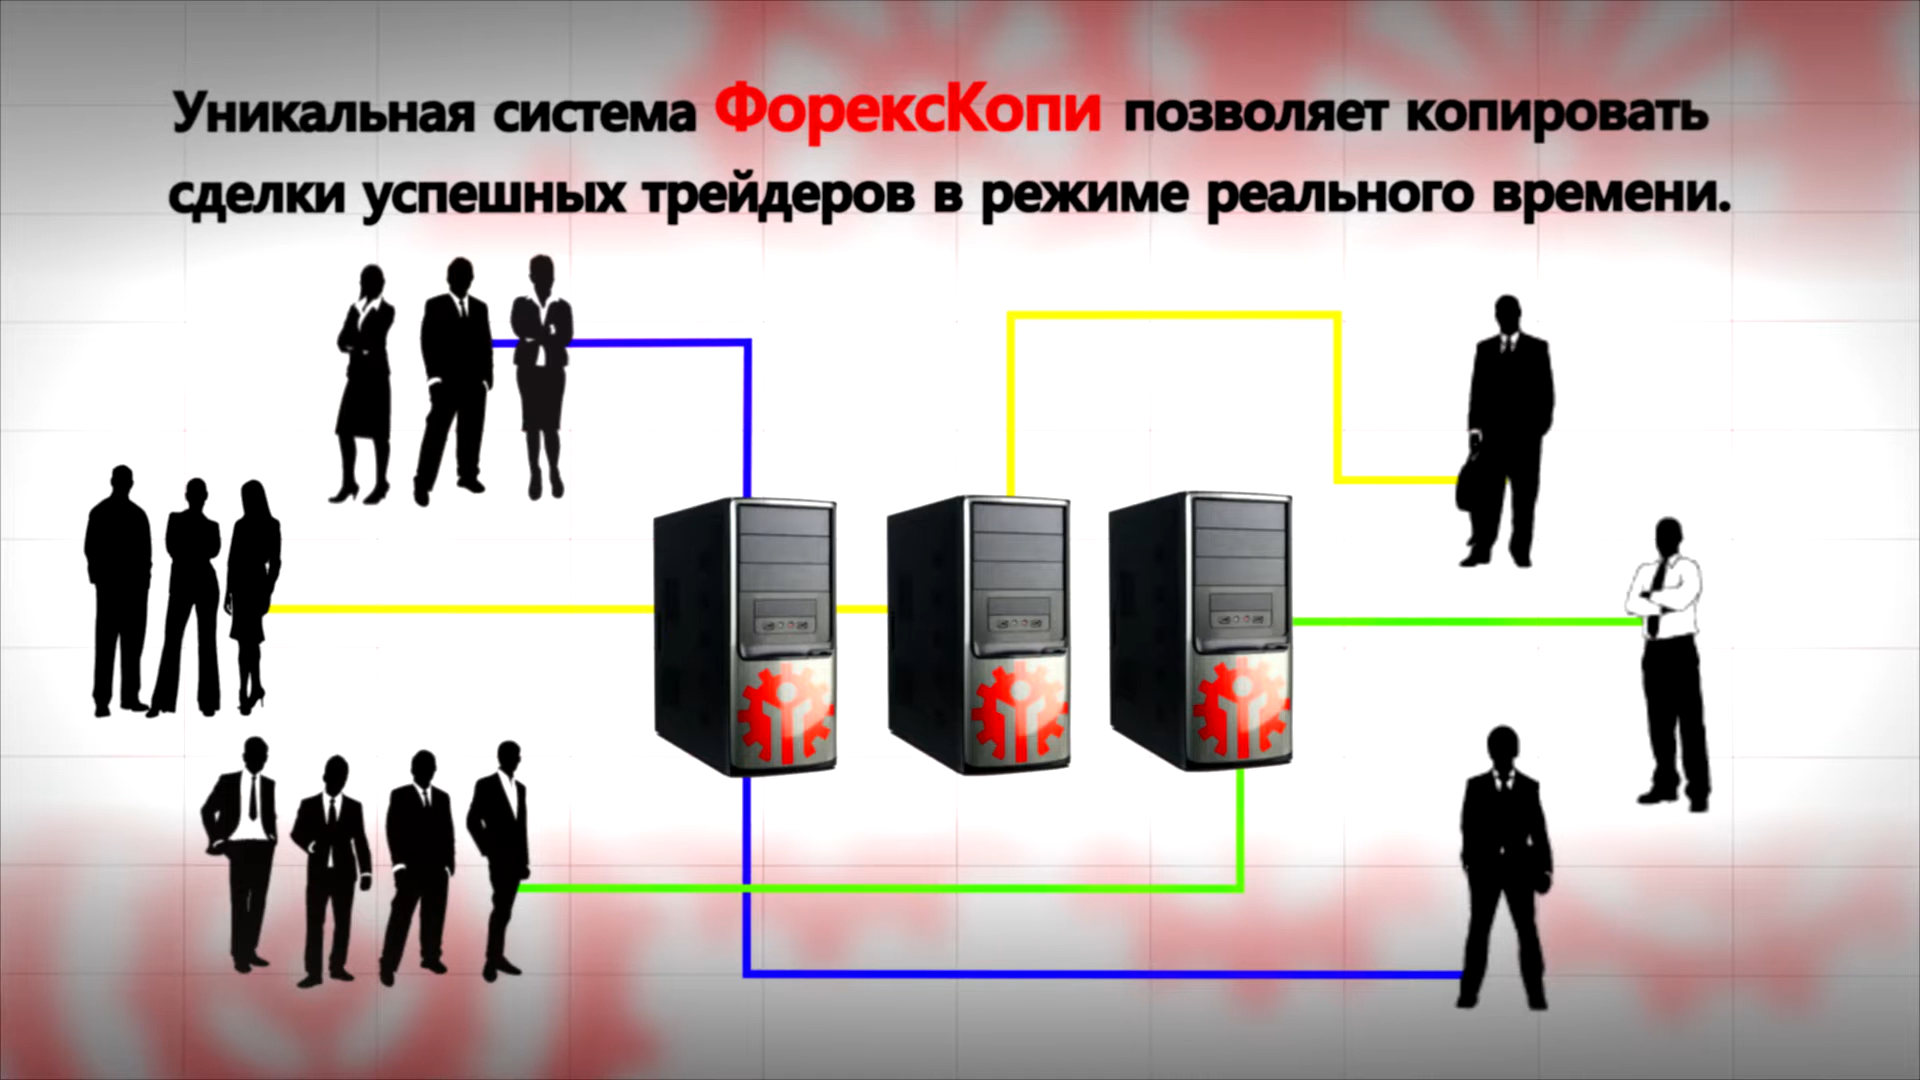 Уникальная система ФорексКопи позволяет копировать
сделки успешных трейдеров в режиме реального времени.